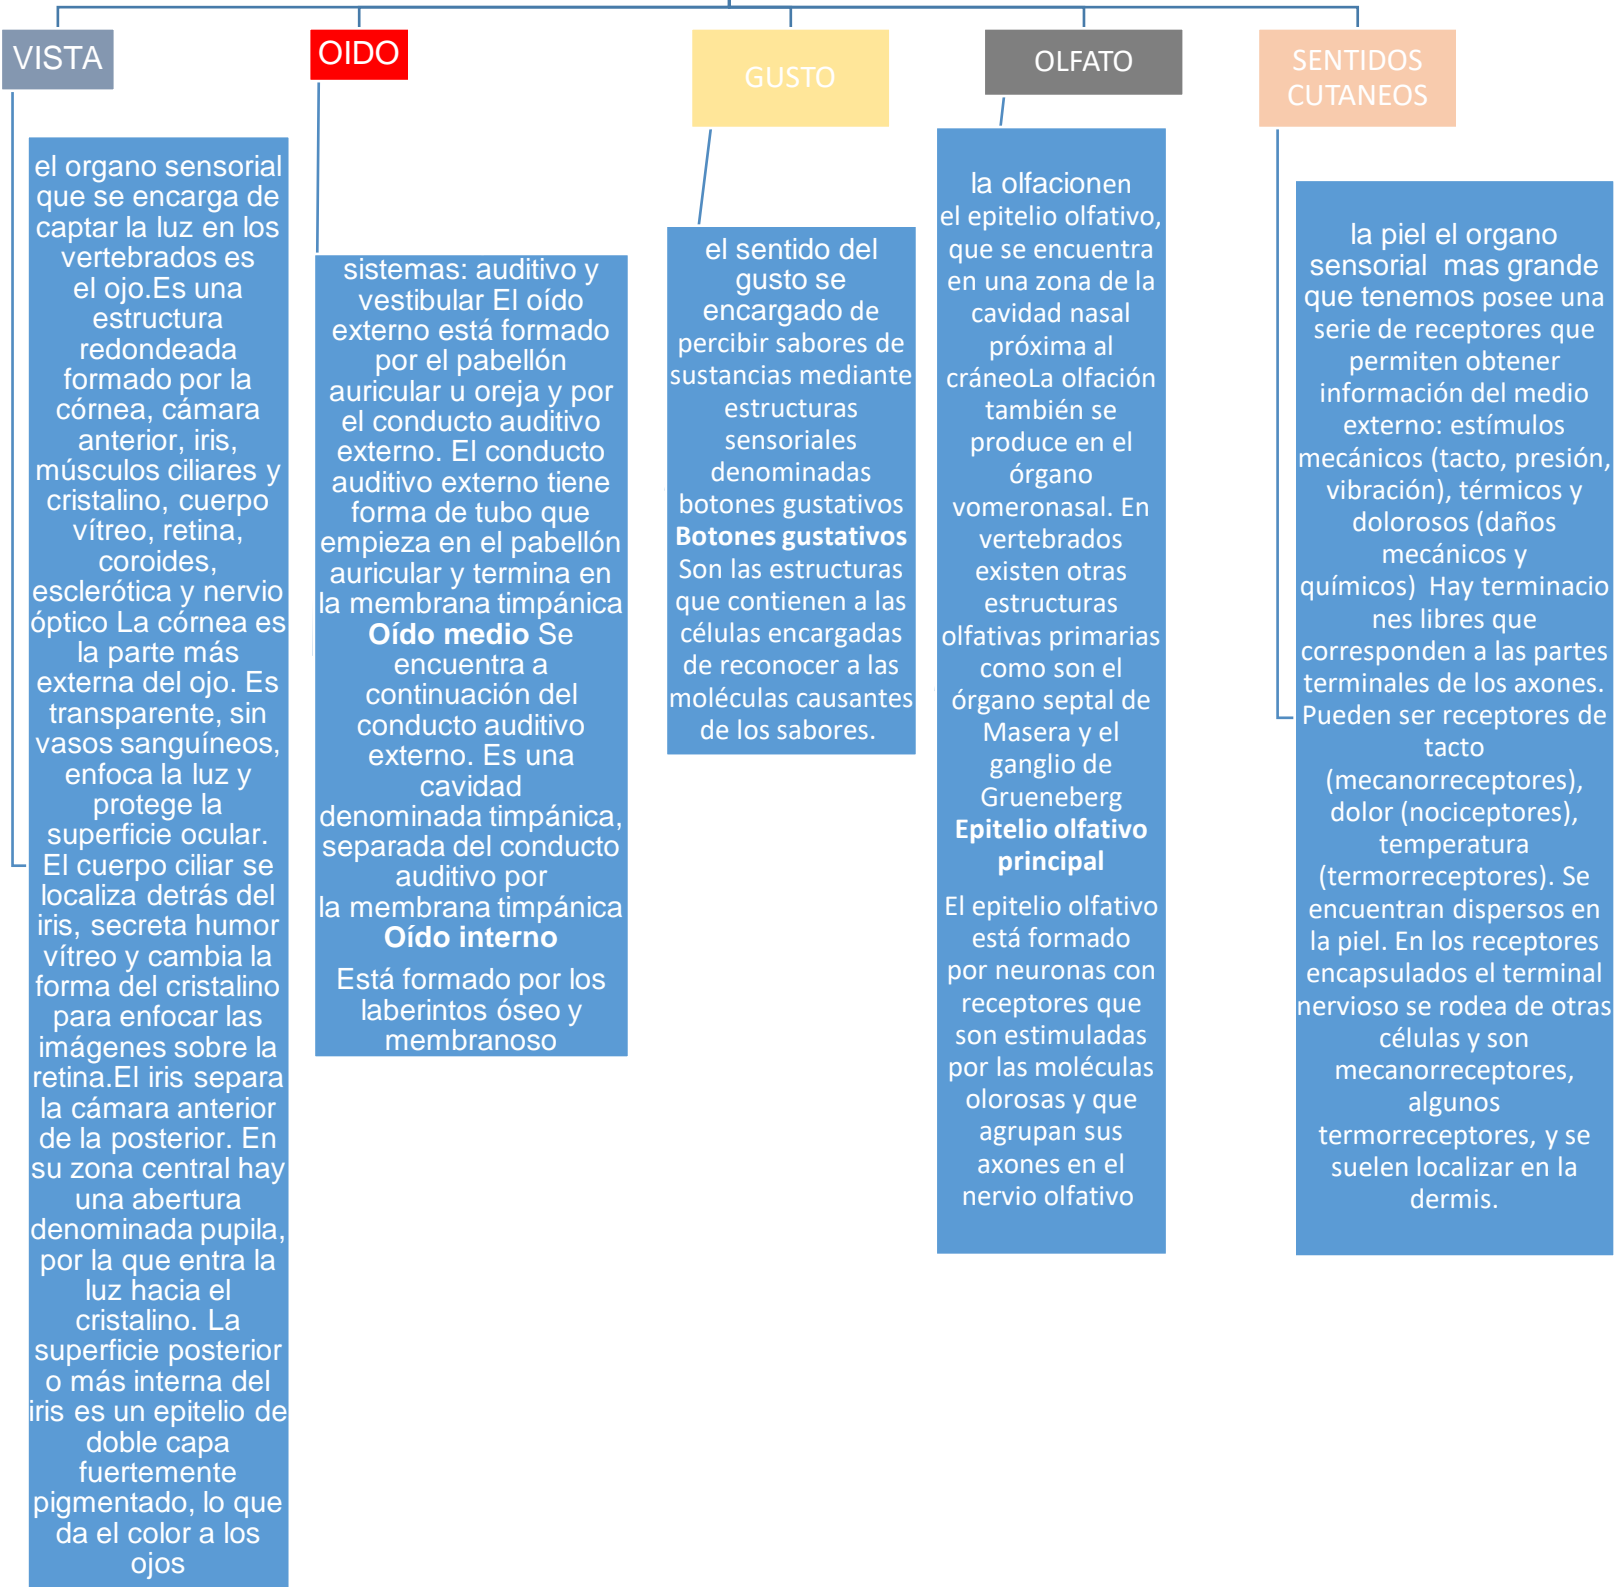 VISTA
el organo sensorial
que se encarga de
captar la luz en los
vertebrados es
el ojo.Es una
estructura
redondeada
formado por la
córnea, cámara
anterior, iris,
músculos ciliares y
cristalino, cuerpo
vítreo, retina,
coroides,
esclerótica y nervio
óptico La córnea es
la parte más
externa del ojo. Es
transparente, sin
vasos sanguíneos,
enfoca la luz y
protege la
superficie ocular.
El cuerpo ciliar se
localiza detrás del
iris, secreta humor
vítreo y cambia la
forma del cristalino
para enfocar las
imágenes sobre la
retina.El iris separa
la cámara anterior
de la posterior. En
su zona central hay
una abertura
denominada pupila,
por la que entra la
luz hacia el
cristalino. La
superficie posterior
o más interna del
iris es un epitelio de
doble capa
fuertemente
pigmentado, lo que
da el color a los
ojos
OIDO
sistemas: auditivo y
vestibular El oído
externo está formado
por el pabellón
auricular u oreja y por
el conducto auditivo
externo. El conducto
auditivo externo tiene
forma de tubo que
empieza en el pabellón
auricular y termina en
la membrana timpánica
Oído medio Se
encuentra a
continuación del
conducto auditivo
externo. Es una
cavidad
denominada timpánica,
separada del conducto
auditivo por
la membrana timpánica
Oído interno
Está formado por los
laberintos óseo y
membranoso
GUSTO
el sentido del
gusto se
encargado de
percibir sabores de
sustancias mediante
estructuras
sensoriales
denominadas
botones gustativos
Botones gustativos
Son las estructuras
que contienen a las
células encargadas
de reconocer a las
moléculas causantes
de los sabores.
OLFATO
la olfacionen
el epitelio olfativo,
que se encuentra
en una zona de la
cavidad nasal
próxima al
cráneoLa olfación
también se
produce en el
órgano
vomeronasal. En
vertebrados
existen otras
estructuras
olfativas primarias
como son el
órgano septal de
Masera y el
ganglio de
Grueneberg
Epitelio olfativo
principal
El epitelio olfativo
está formado
por neuronas con
receptores que
son estimuladas
por las moléculas
olorosas y que
agrupan sus
axones en el
nervio olfativo
SENTIDOS
CUTANEOS
la piel el organo
sensorial  mas grande
que tenemos posee una
serie de receptores que
permiten obtener
información del medio
externo: estímulos
mecánicos (tacto, presión,
vibración), térmicos y
dolorosos (daños
mecánicos y
químicos)  Hay terminacio
nes libres que
corresponden a las partes
terminales de los axones.
Pueden ser receptores de
tacto
(mecanorreceptores),
dolor (nociceptores),
temperatura
(termorreceptores). Se
encuentran dispersos en
la piel. En los receptores
encapsulados el terminal
nervioso se rodea de otras
células y son
mecanorreceptores,
algunos
termorreceptores, y se
suelen localizar en la
dermis.